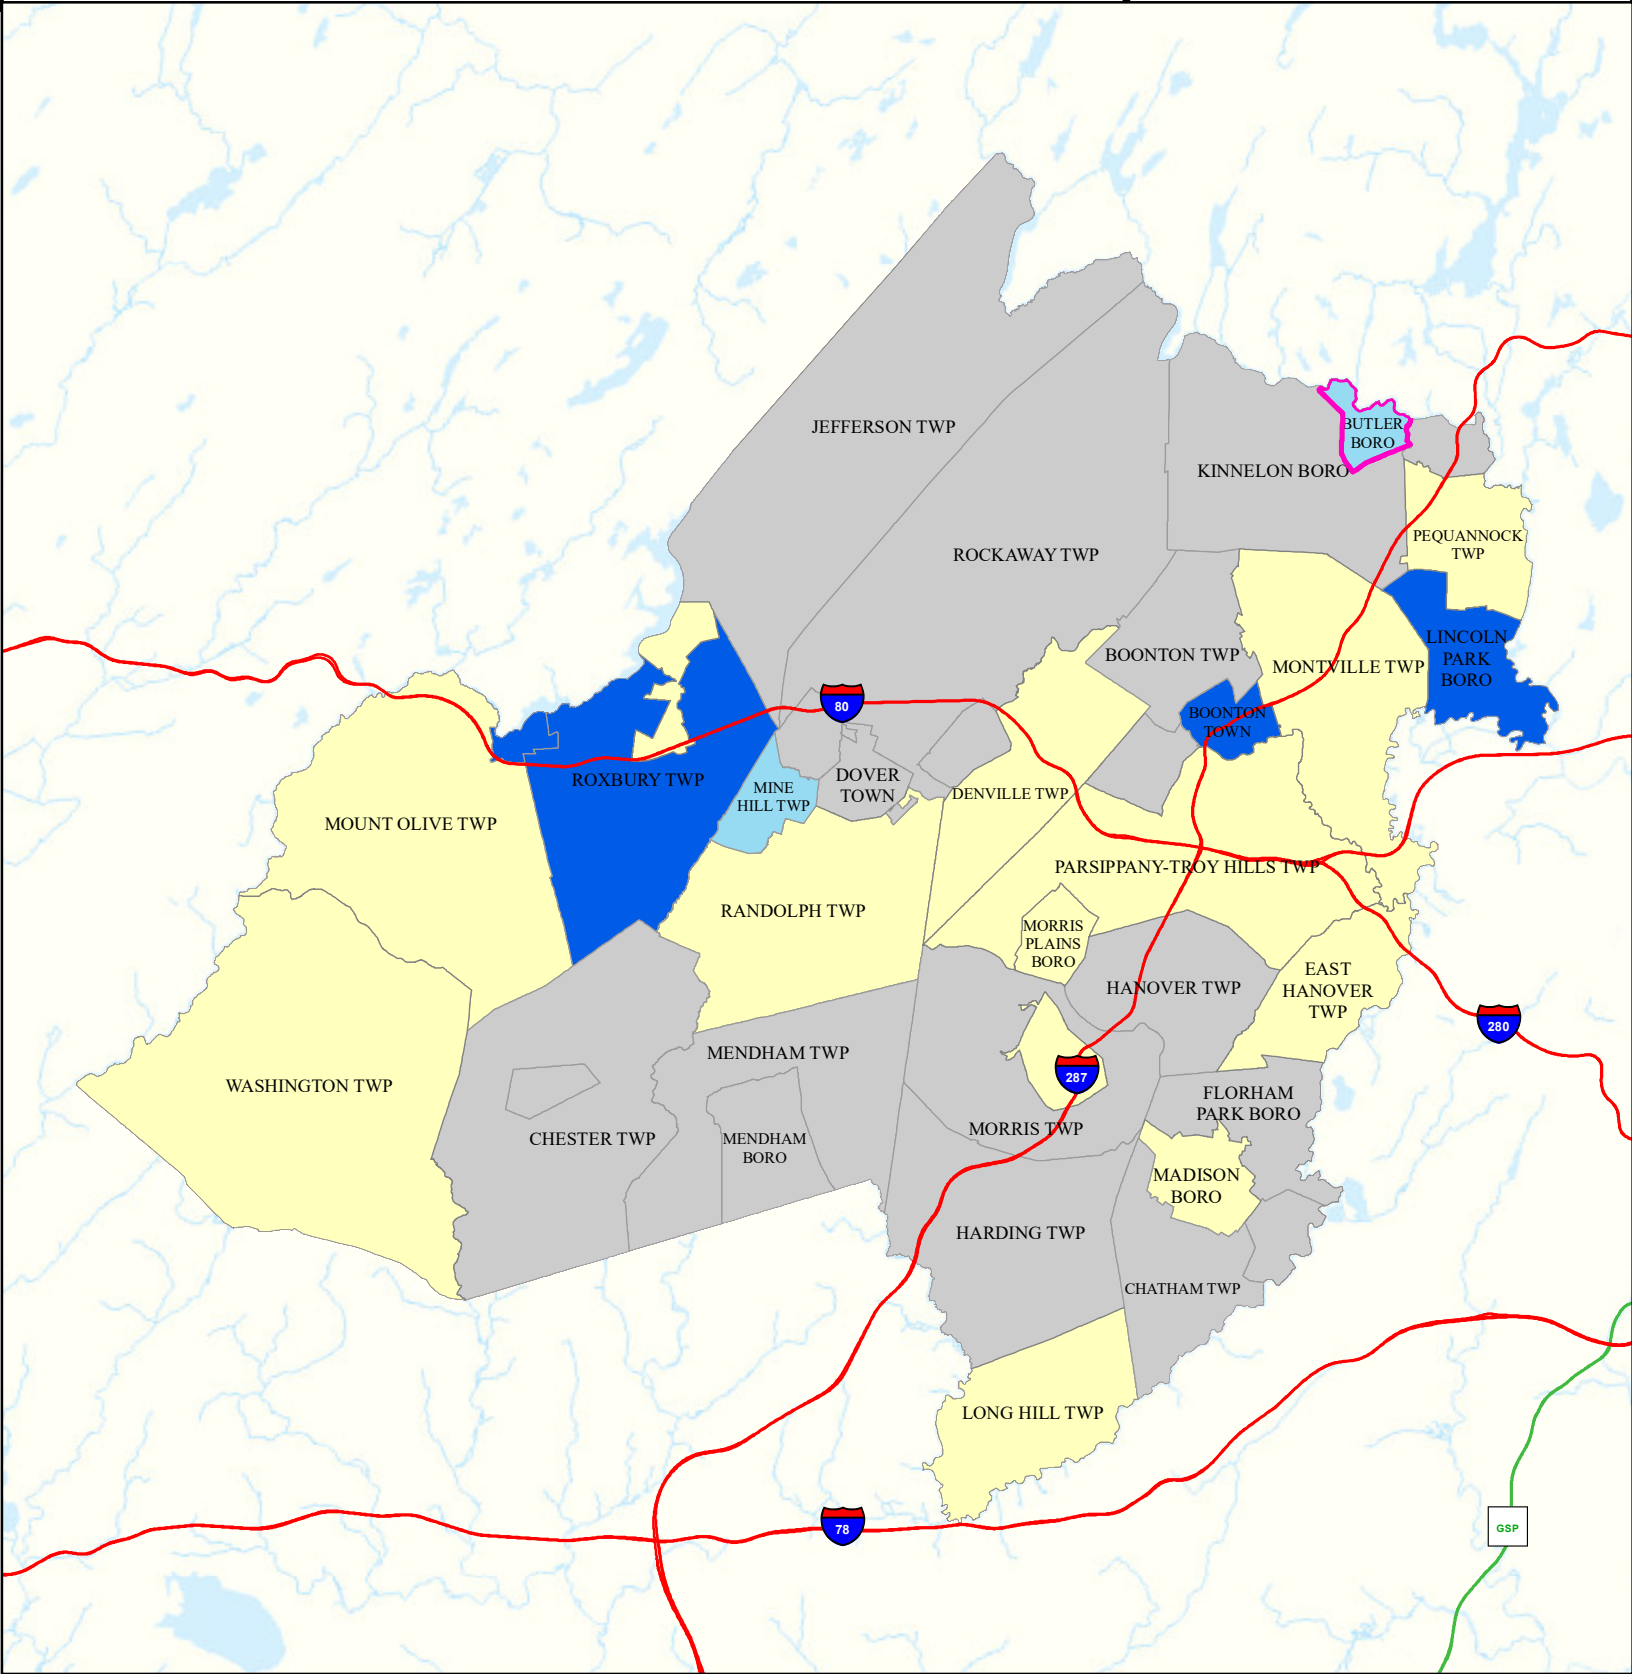 JEFFERSON TWP
BUTLER
BORO
KINNELON BORO
ROCKAWAY TWP
PEQUANNOCK
TWP
LINCOLN
PARK
BORO
BOONTON TWP
MONTVILLE TWP
80
BOONTON
TOWN
ROXBURY TWP
MINE
HILL TWP
DOVER
TOWN
DENVILLE TWP
MOUNT OLIVE TWP
PARSIPPANY-TROY HILLS TWP
RANDOLPH TWP
MORRIS
PLAINS
BORO
HANOVER TWP
EAST
HANOVER
TWP
280
MENDHAM TWP
287
WASHINGTON TWP
FLORHAM
PARK BORO
CHESTER TWP
MENDHAM
BORO
MORRIS TWP
MADISON
BORO
HARDING TWP
CHATHAM TWP
LONG HILL TWP
78
GSP